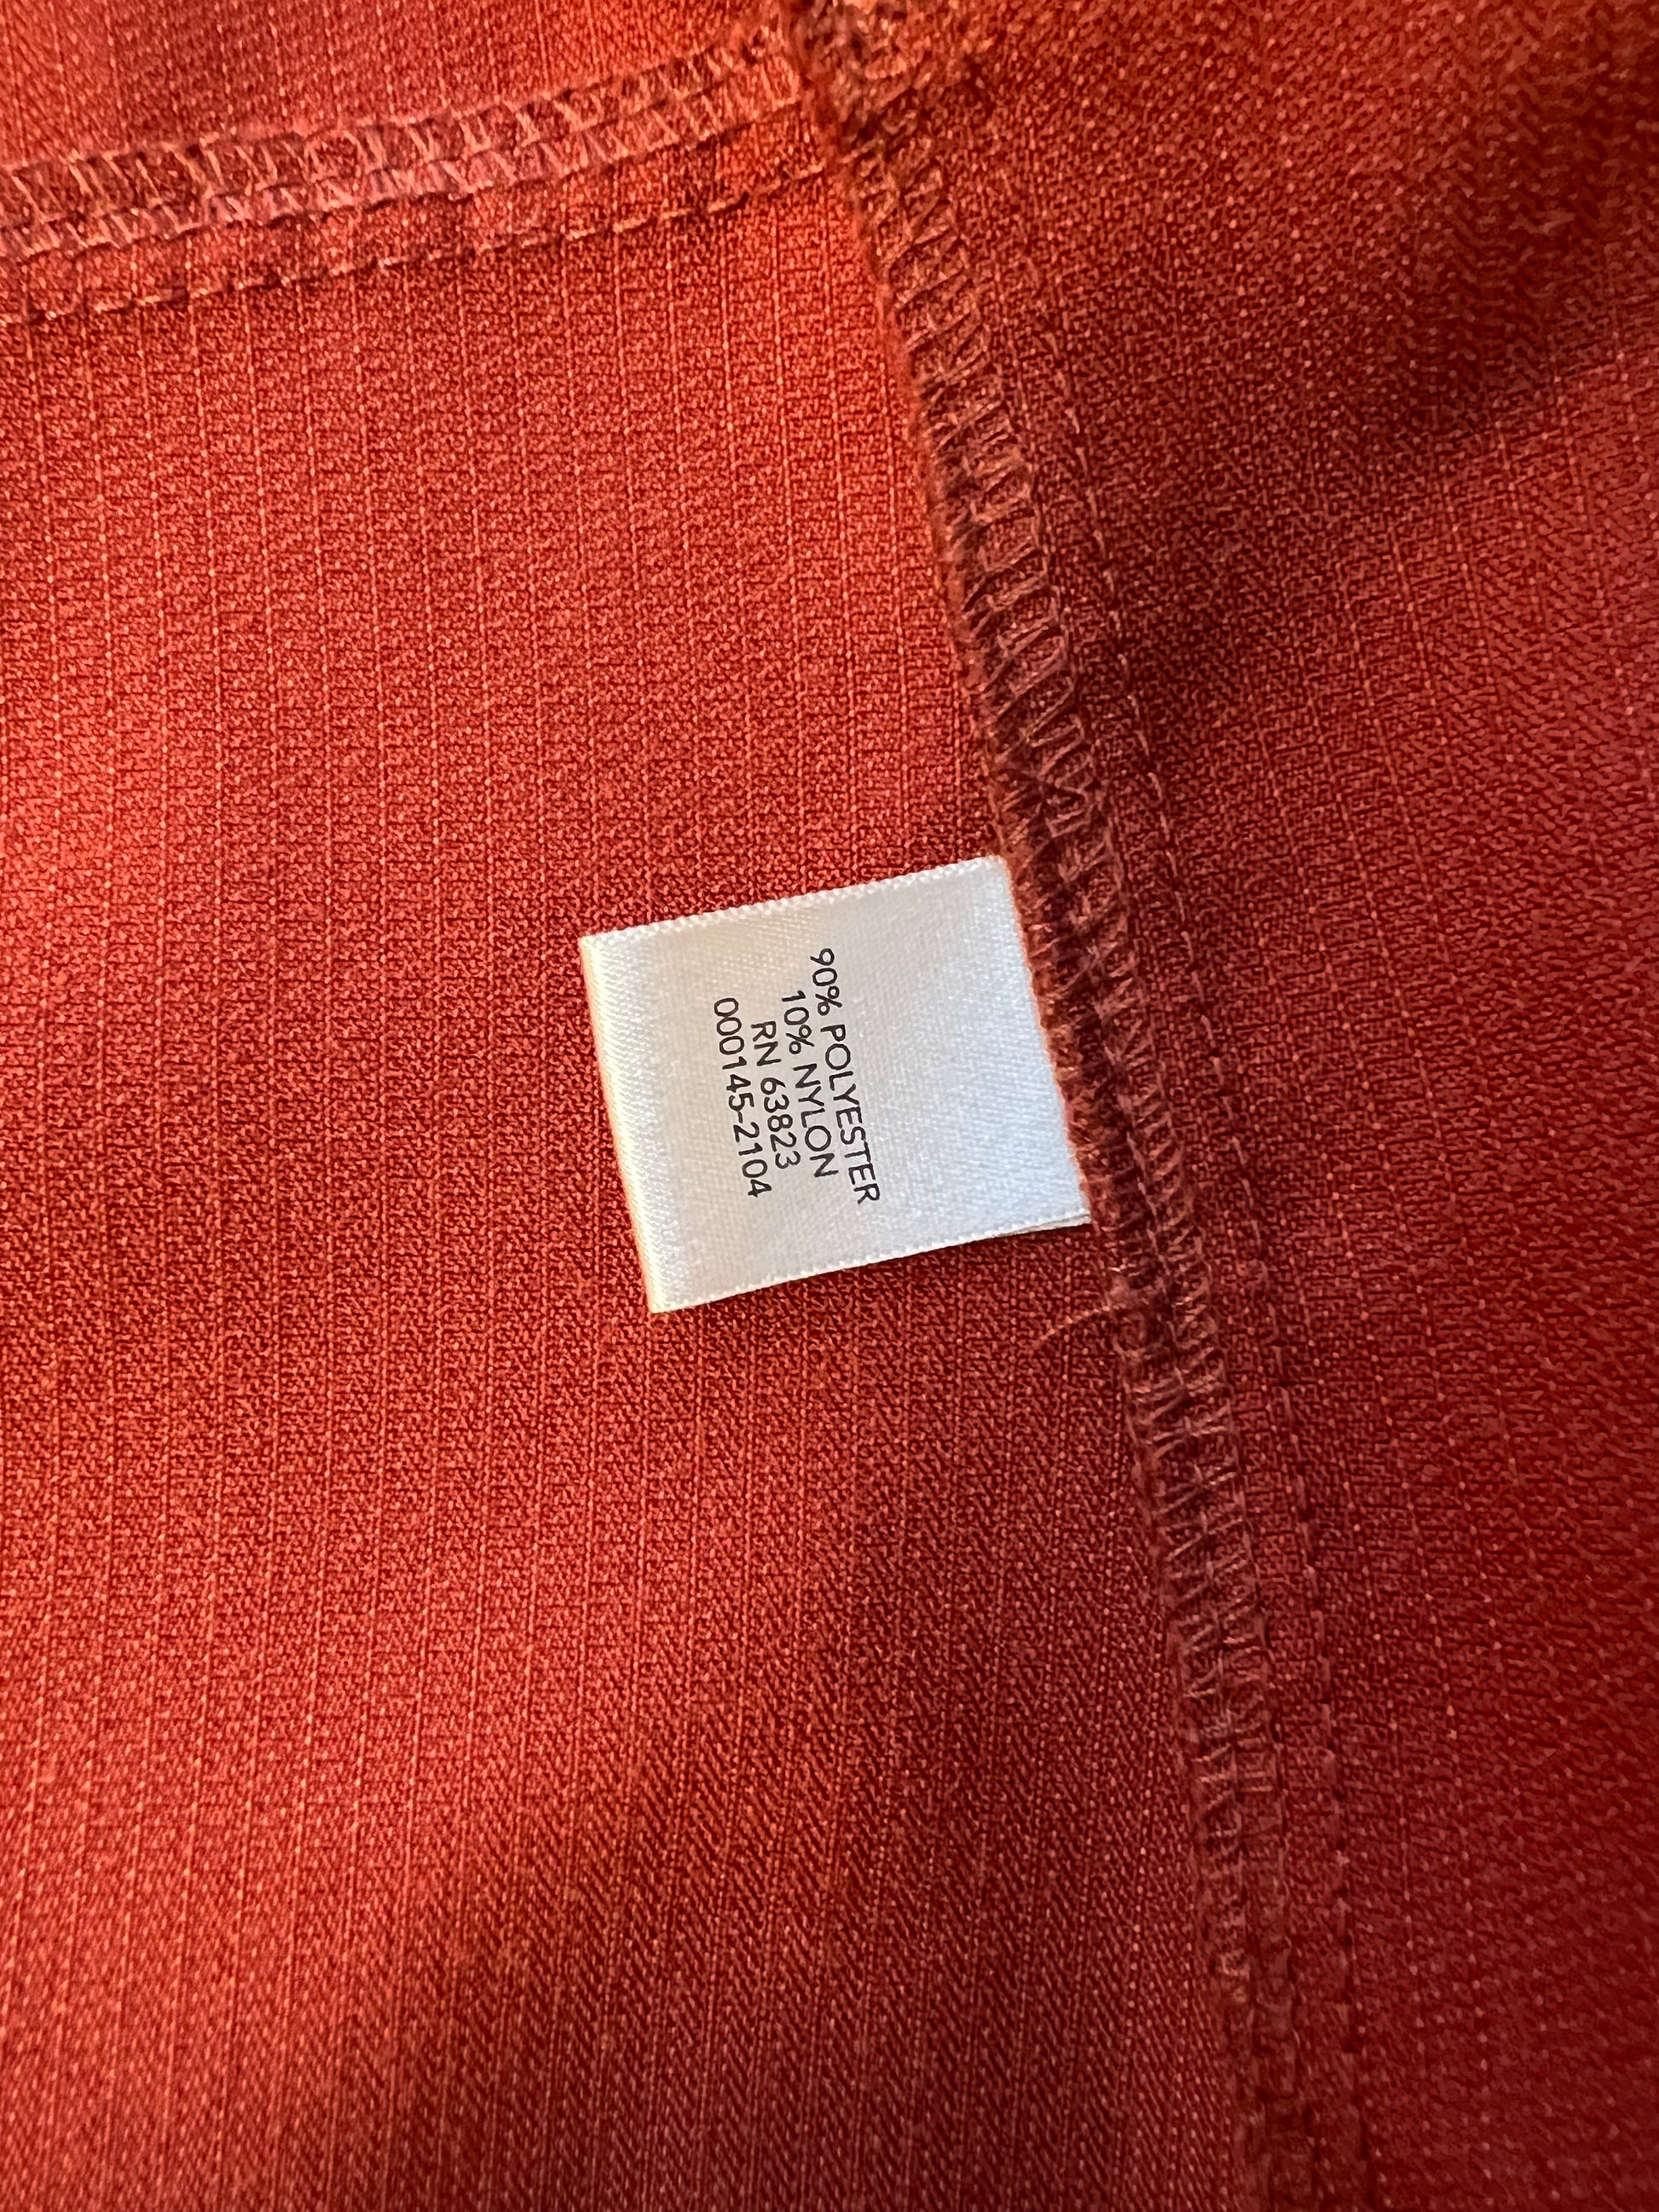 90% POLYESTER
10% NYLON
RN 63823
000145-2104